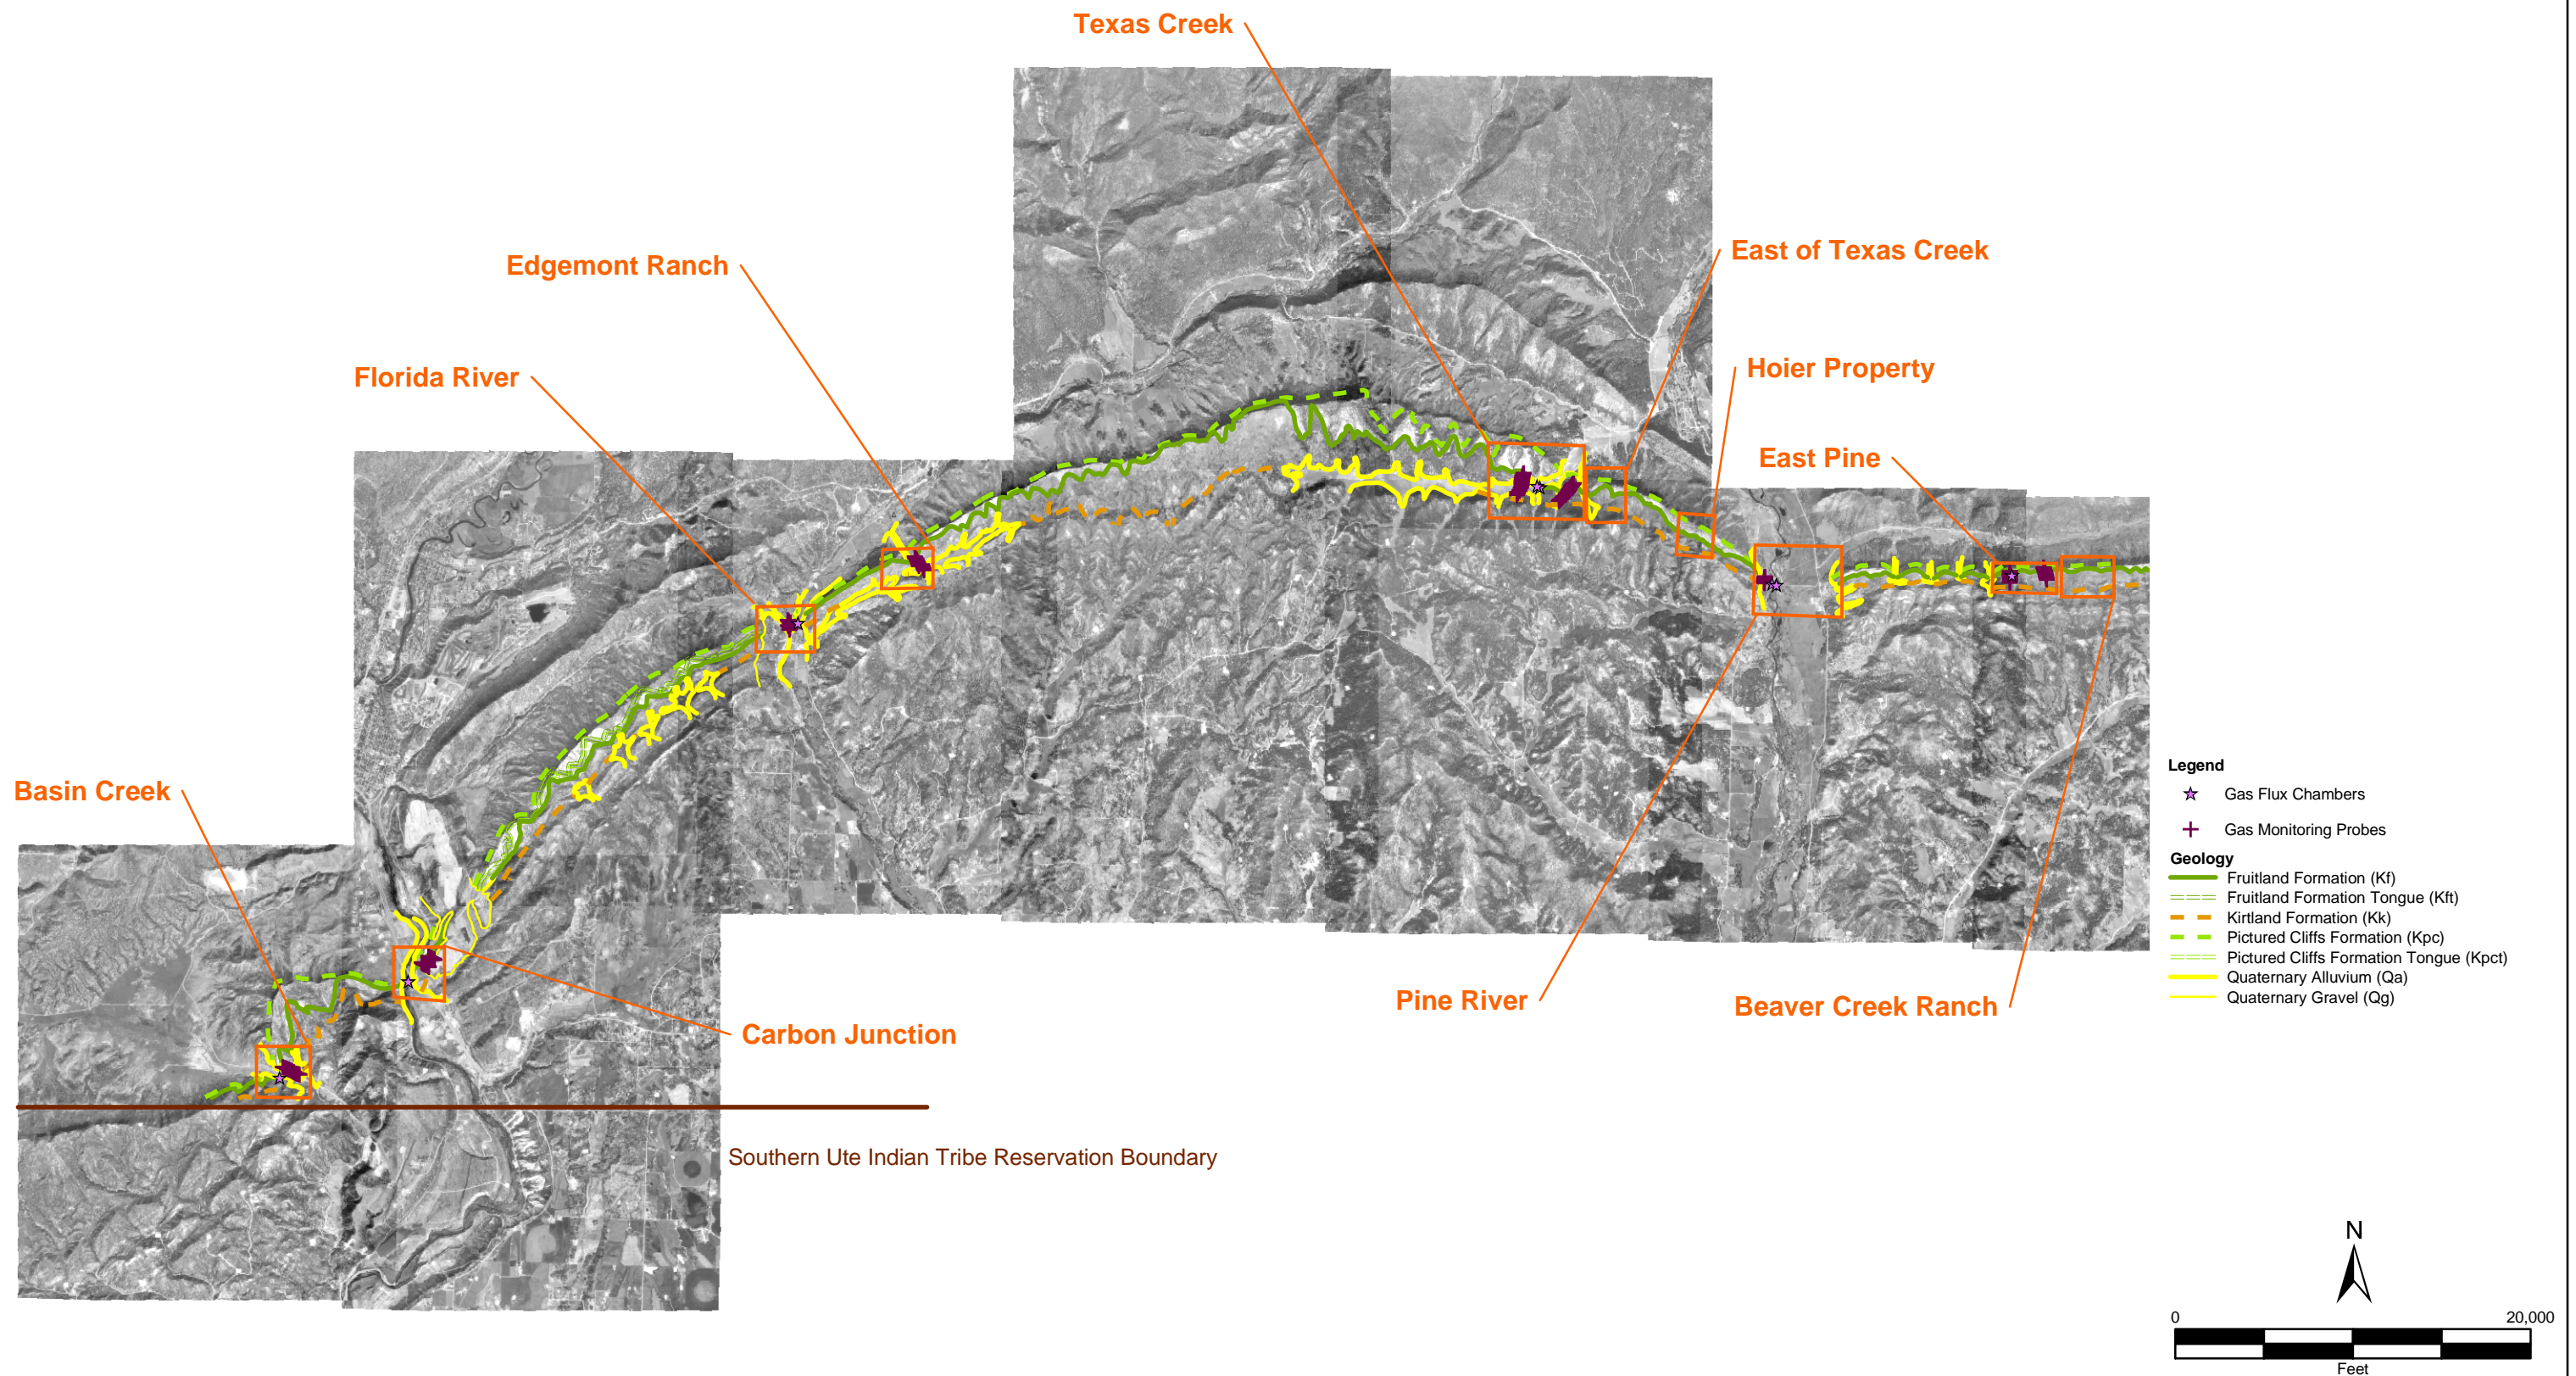 Texas Creek
East of Texas Creek
Edgemont Ranch
Hoier Property
Florida River
East Pine
Legend
Basin Creek
Gas Flux Chambers
Gas Monitoring Probes
Geology
Fruitland Formation (Kf)
Fruitland Formation Tongue (Kft)
Kirtland Formation (Kk)
Pictured Cliffs Formation (Kpc)
Pictured Cliffs Formation Tongue (Kpct)
Quaternary Alluvium (Qa)
Quaternary Gravel (Qg)
Pine River
Beaver Creek Ranch
Carbon Junction
Southern Ute Indian Tribe Reservation Boundary
N
0 20,000
Feet